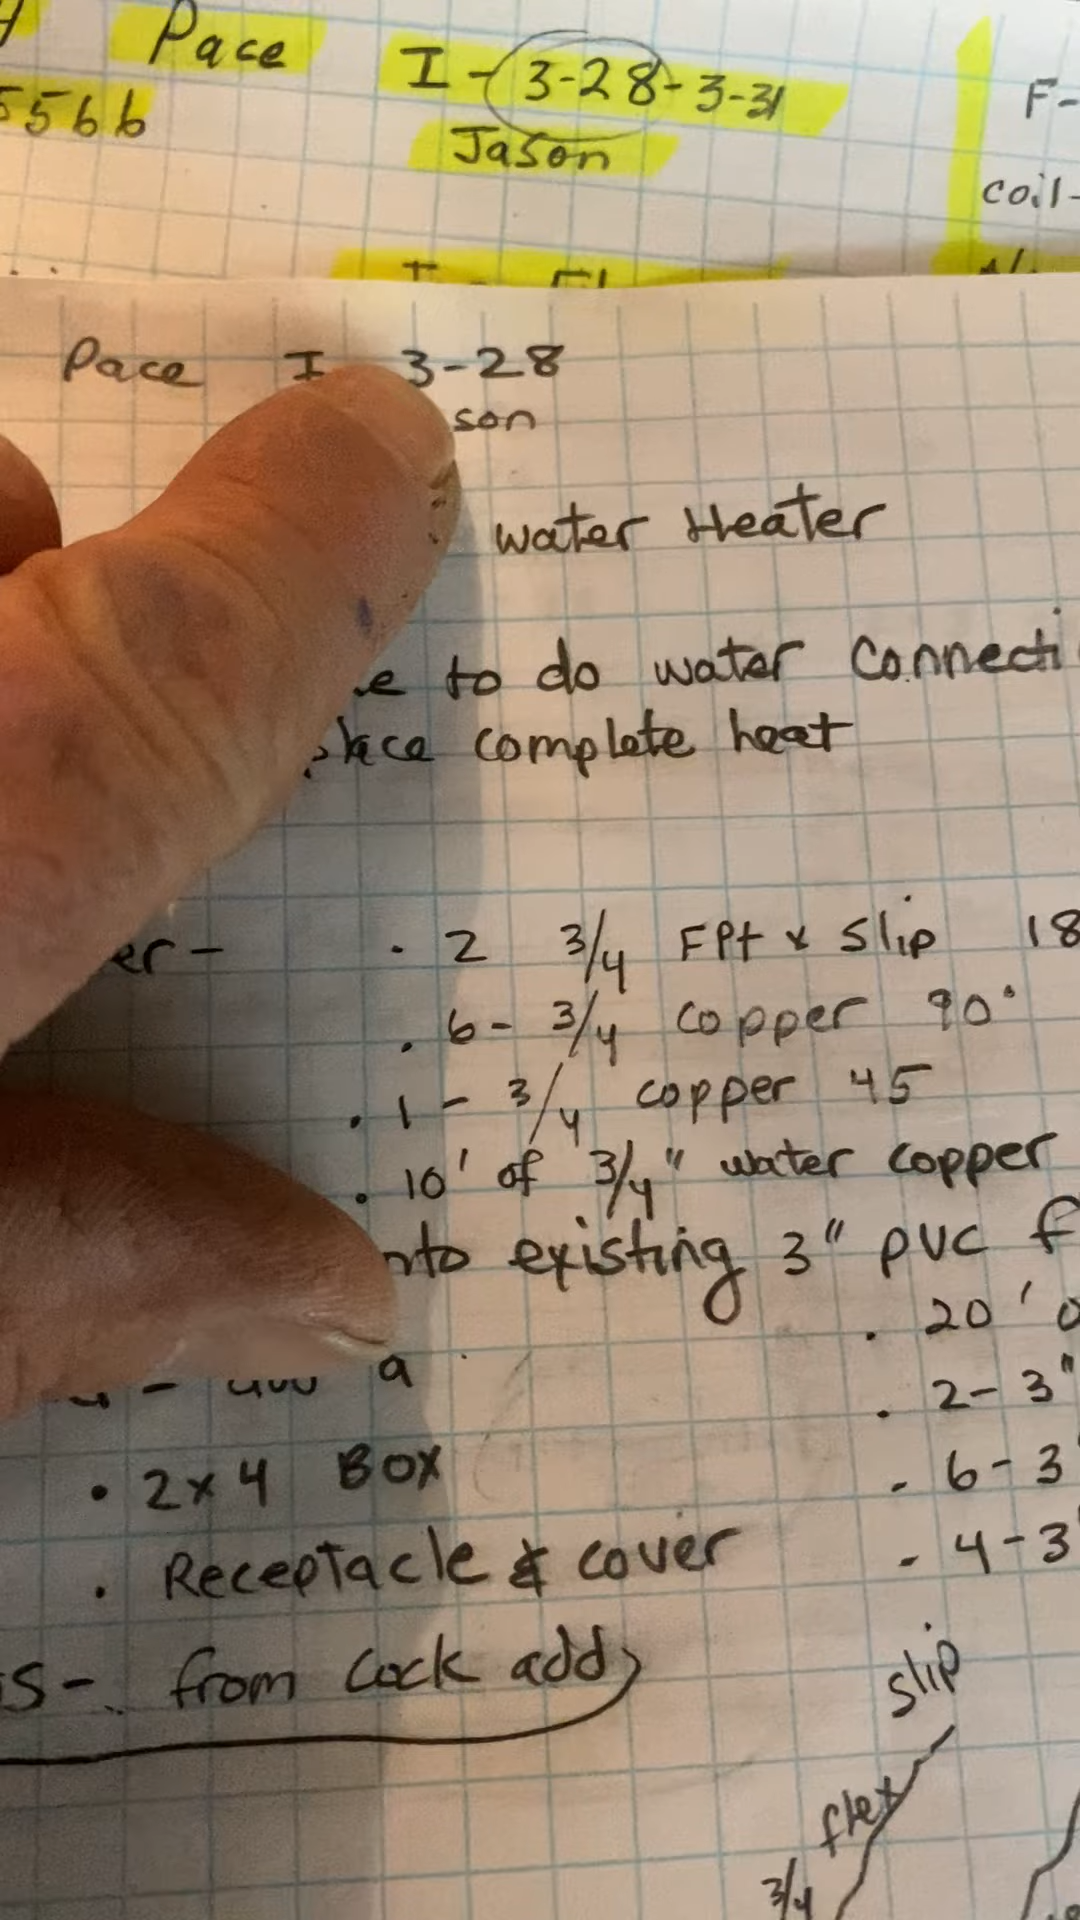 Pace I-3-28-3-31 F-
5566 Jason coil-
Pace I 3-28
son
water Heater
e to do water Connecti
place complete heat
er- · 2 3/4 FPt x Slip 18
· 6- 3/4 copper 90°
· 1 - 3/4 copper 45
· 10' of 3/4" water copper
nto existing 3" pvc f
· 20' o
a · 2-3"
• 2x4 Box - 6-3"
· Receptacle & cover - 4-3"
S- from Cock add
slip
flex
3/4